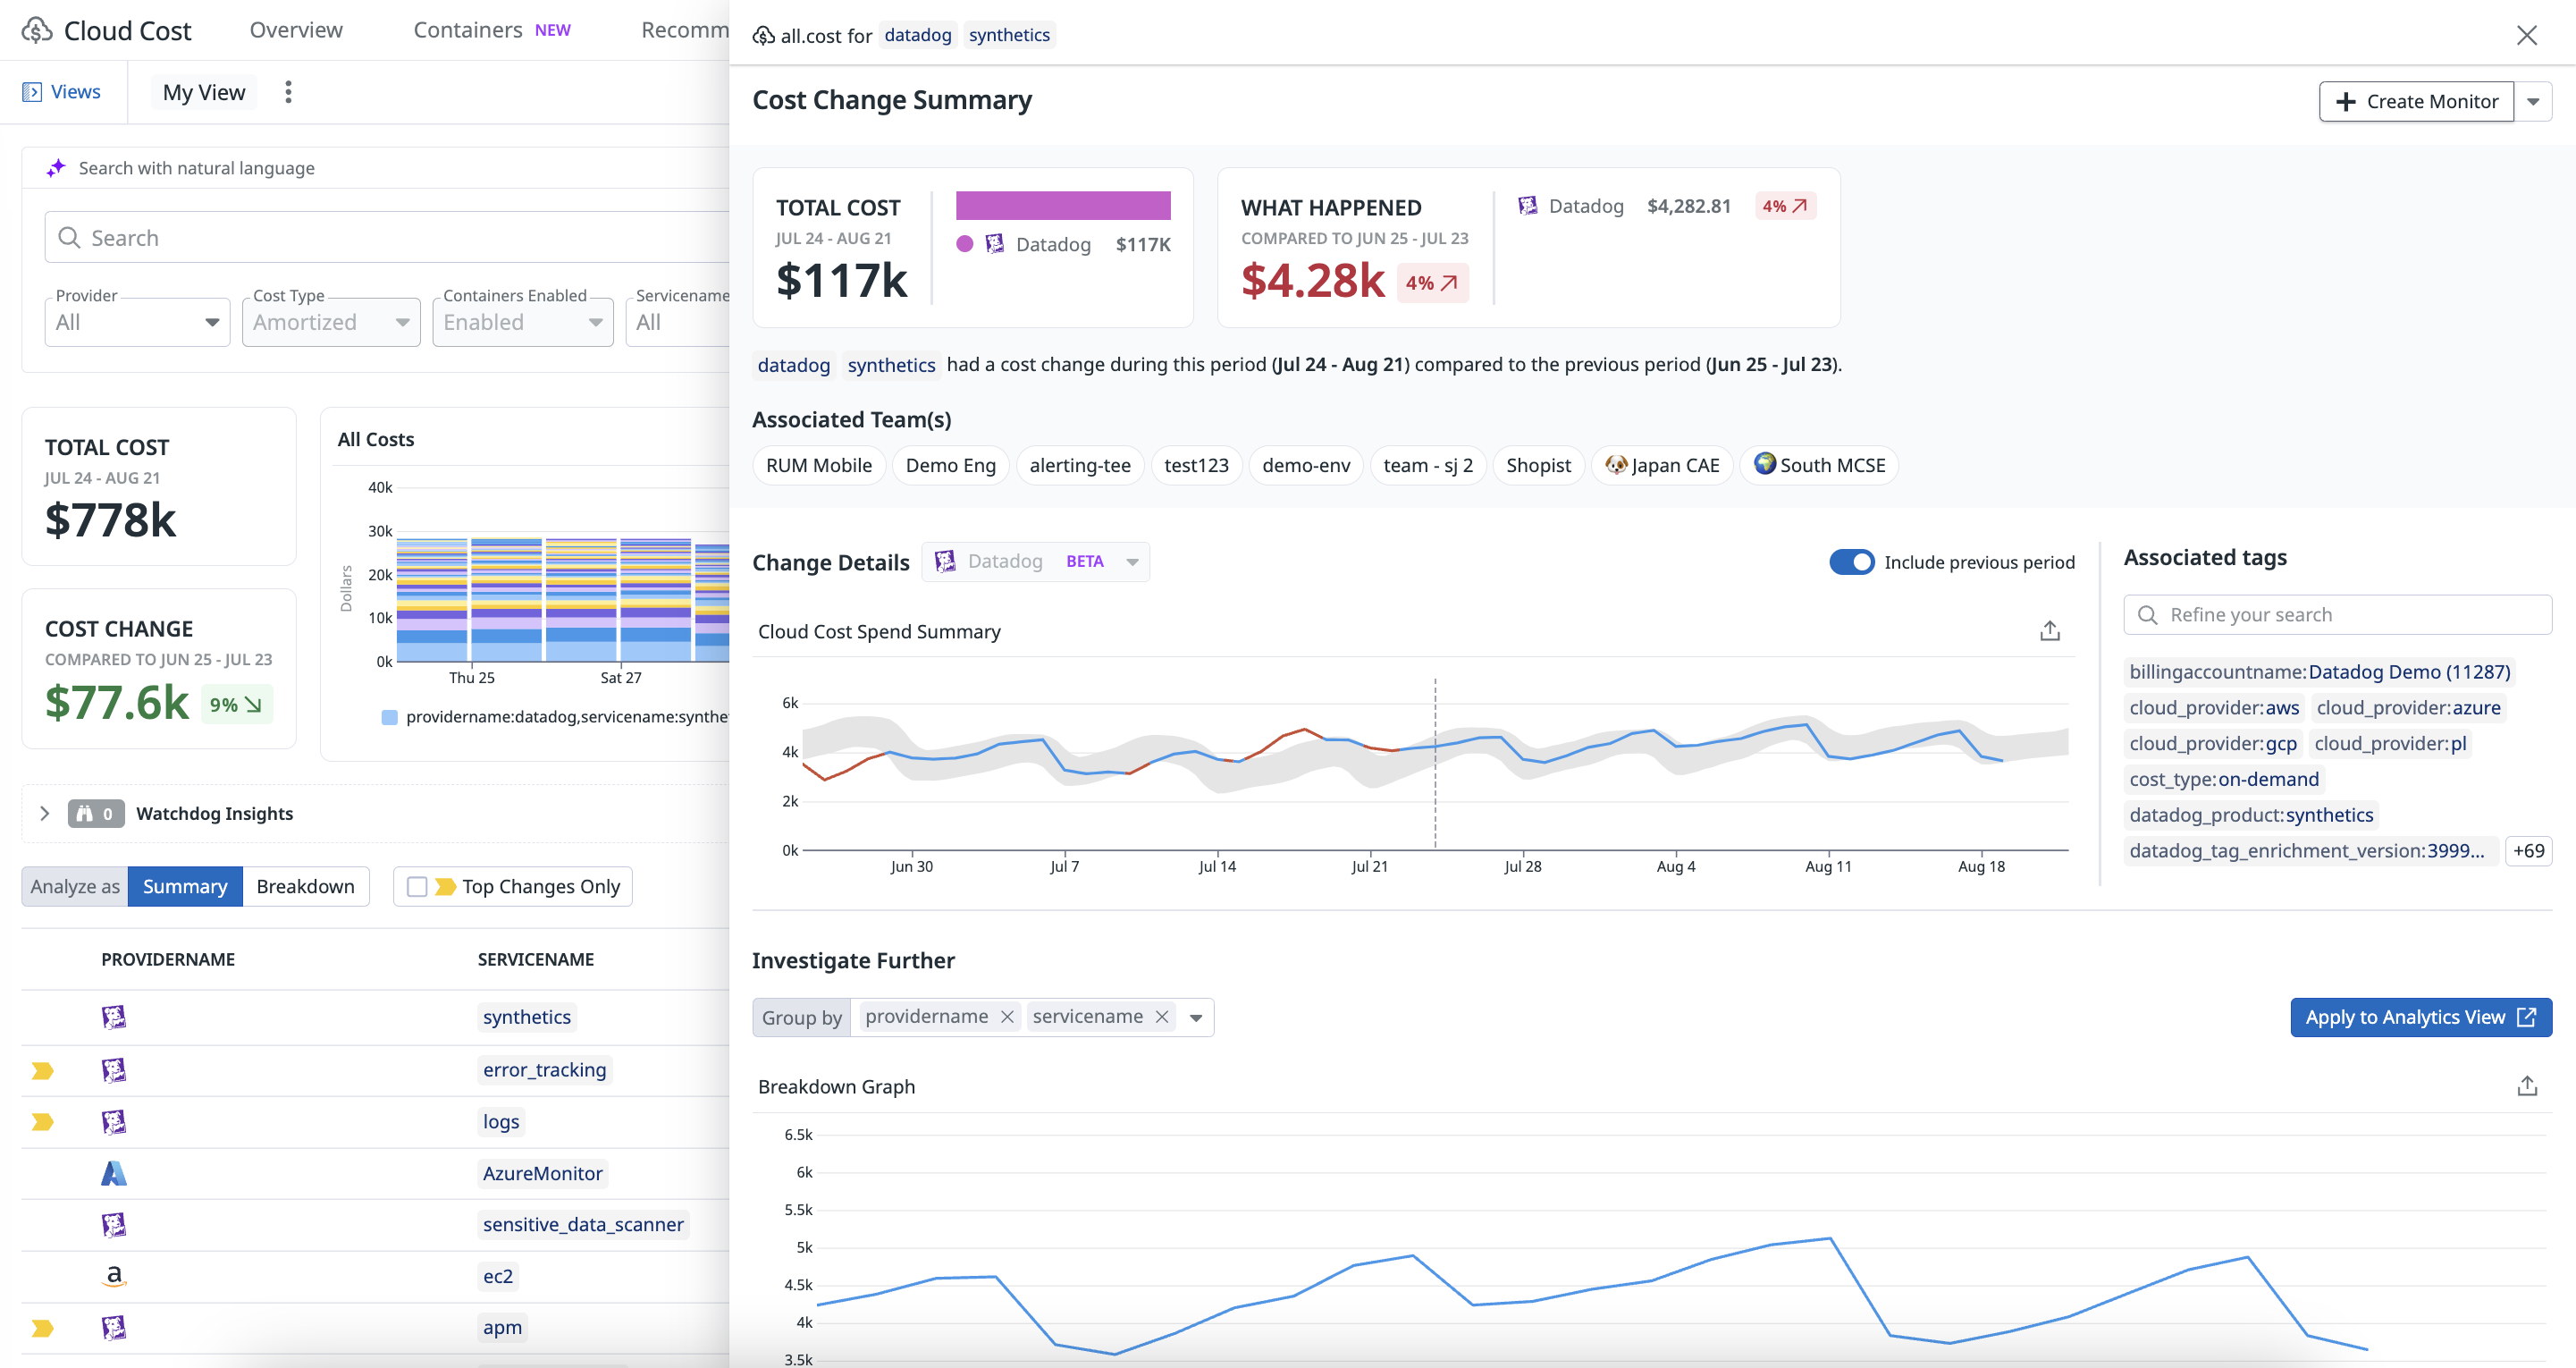 Cloud Cost
Overview
Containers NEW
Recomm
Views
My View
Search with natural language
Search
Provider
All
Cost Type
Amortized
Containers Enabled
Enabled
Servicename
All
TOTAL COST
JUL 24 - AUG 21
$778k
COST CHANGE
COMPARED TO JUN 25 - JUL 23
$77.6k 9%
All Costs
Dollars
40k
30k
20k
10k
0k
Thu 25 Sat 27
providername:datadog,servicename:synthe
0 Watchdog Insights
Analyze as Summary Breakdown
Top Changes Only
PROVIDERNAME SERVICENAME
synthetics
error_tracking
logs
AzureMonitor
sensitive_data_scanner
a ec2
apm
all.cost for datadog synthetics
Cost Change Summary
Create Monitor
TOTAL COST
JUL 24 - AUG 21
$117k
Datadog $117K
WHAT HAPPENED
COMPARED TO JUN 25 - JUL 23
$4.28k 4%
Datadog $4,282.81 4%
datadog synthetics had a cost change during this period (Jul 24 - Aug 21) compared to the previous period (Jun 25 - Jul 23).
Associated Team(s)
RUM Mobile Demo Eng alerting-tee test123 demo-env team - sj 2 Shopist Japan CAE South MCSE
Change Details Datadog BETA
Include previous period
Cloud Cost Spend Summary
6k
4k
2k
0k
Jun 30 Jul 7 Jul 14 Jul 21 Jul 28 Aug 4 Aug 11 Aug 18
Associated tags
Refine your search
billingaccountname:Datadog Demo (11287)
cloud_provider:aws cloud_provider:azure
cloud_provider:gcp cloud_provider:pl
cost_type:on-demand
datadog_product:synthetics
datadog_tag_enrichment_version:3999... +69
Investigate Further
Group by providername servicename
Apply to Analytics View
Breakdown Graph
6.5k
6k
5.5k
5k
4.5k
4k
3.5k